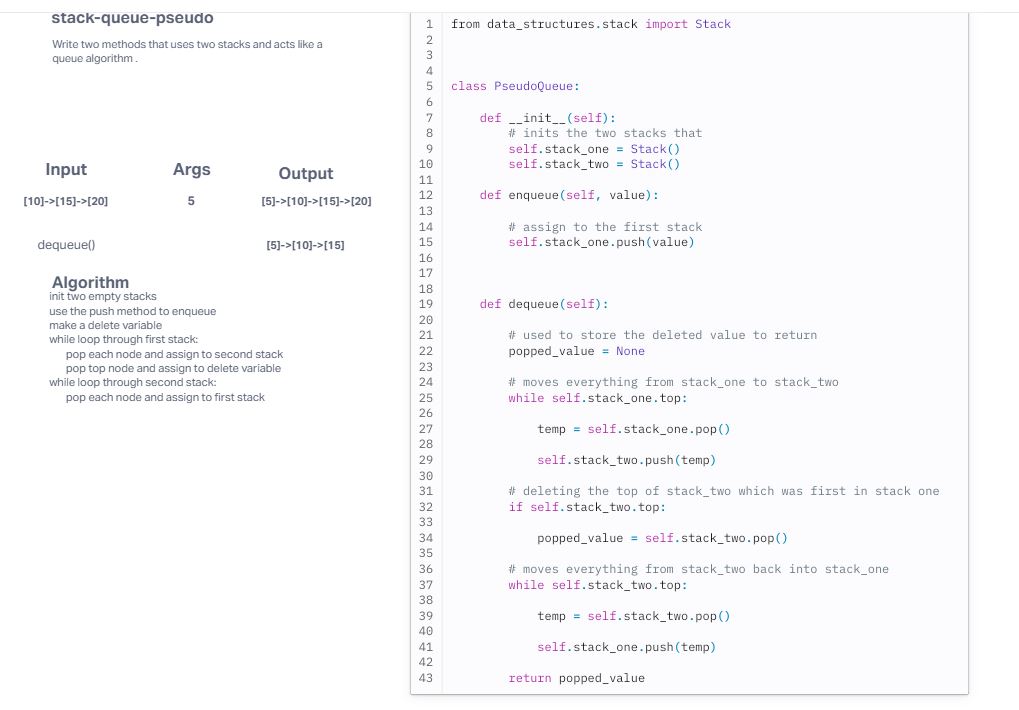 stack-queue-pseudo
Write two methods that uses two stacks and acts like a
queue algorithm .
Input Args Output
[10]->[15]->[20] 5 [5]->[10]->[15]->[20]
dequeue() [5]->[10]->[15]
Algorithm
init two empty stacks
use the push method to enqueue
make a delete variable
while loop through first stack:
pop each node and assign to second stack
pop top node and assign to delete variable
while loop through second stack:
pop each node and assign to first stack
1 from data_structures.stack import Stack
2
3
4
5 class PseudoQueue:
6
7 def __init__(self):
8 # inits the two stacks that
9 self.stack_one = Stack()
10 self.stack_two = Stack()
11
12 def enqueue(self, value):
13
14 # assign to the first stack
15 self.stack_one.push(value)
16
17
18
19 def dequeue(self):
20
21 # used to store the deleted value to return
22 popped_value = None
23
24 # moves everything from stack_one to stack_two
25 while self.stack_one.top:
26
27 temp = self.stack_one.pop()
28
29 self.stack_two.push(temp)
30
31 # deleting the top of stack_two which was first in stack one
32 if self.stack_two.top:
33
34 popped_value = self.stack_two.pop()
35
36 # moves everything from stack_two back into stack_one
37 while self.stack_two.top:
38
39 temp = self.stack_two.pop()
40
41 self.stack_one.push(temp)
42
43 return popped_value